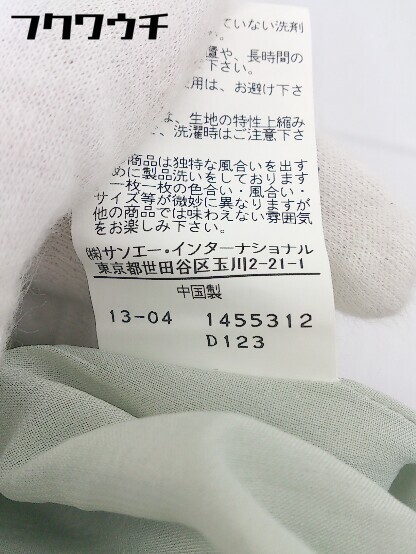 フクワウチ
ていない洗剤
置や、長時間の
下さい。
使用は、お避け下さ
は、生地の特性上縮み
洗濯時はご注意下さ
商品は独特な風合いを出す
めに製品洗いをしております
一枚一枚の色合い・風合い・
サイズ等が微妙に異なりますが
他の商品では味わえない雰囲気
をお楽しみ下さい。
㈱サンエー・インターナショナル
東京都世田谷区玉川2-21-1
中国製
13-04 1455312
D123